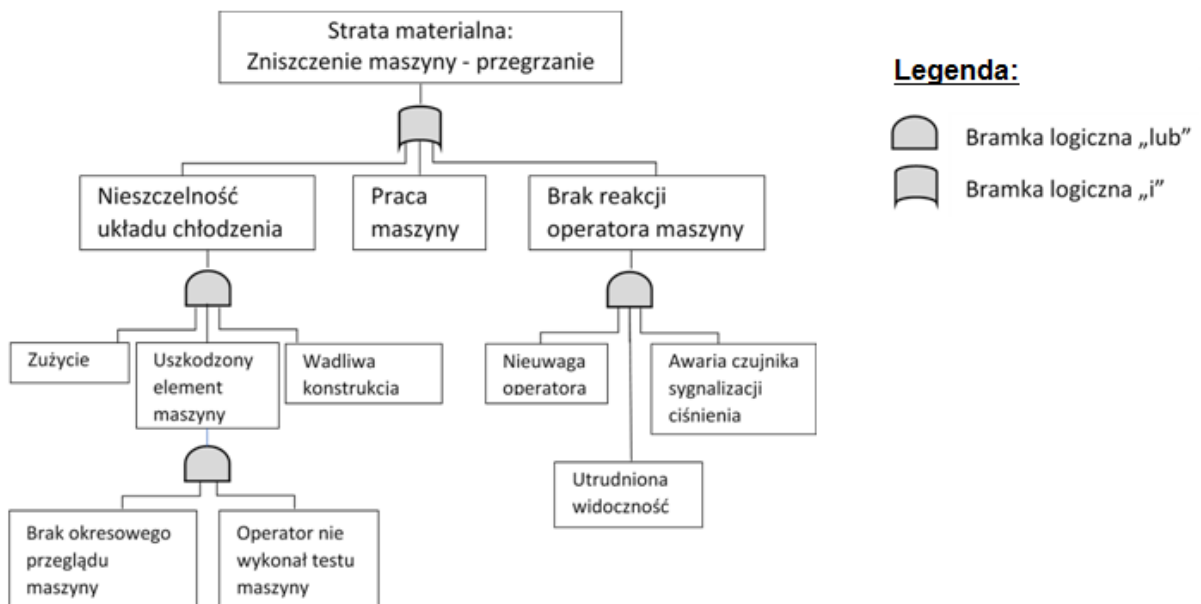 Strata materialna:
Zniszczenie maszyny - przegrzanie
Legenda:
Bramka logiczna „lub”
Bramka logiczna „i”
Nieszczelność
układu chłodzenia
Praca
maszyny
Brak reakcji
operatora maszyny
Zużycie
Uszkodzony
element
maszyny
Wadliwa
konstrukcja
Nieuwaga
operatora
Awaria czujnika
sygnalizacji
ciśnienia
Utrudniona
widoczność
Brak okresowego
przeglądu
maszyny
Operator nie
wykonał testu
maszyny